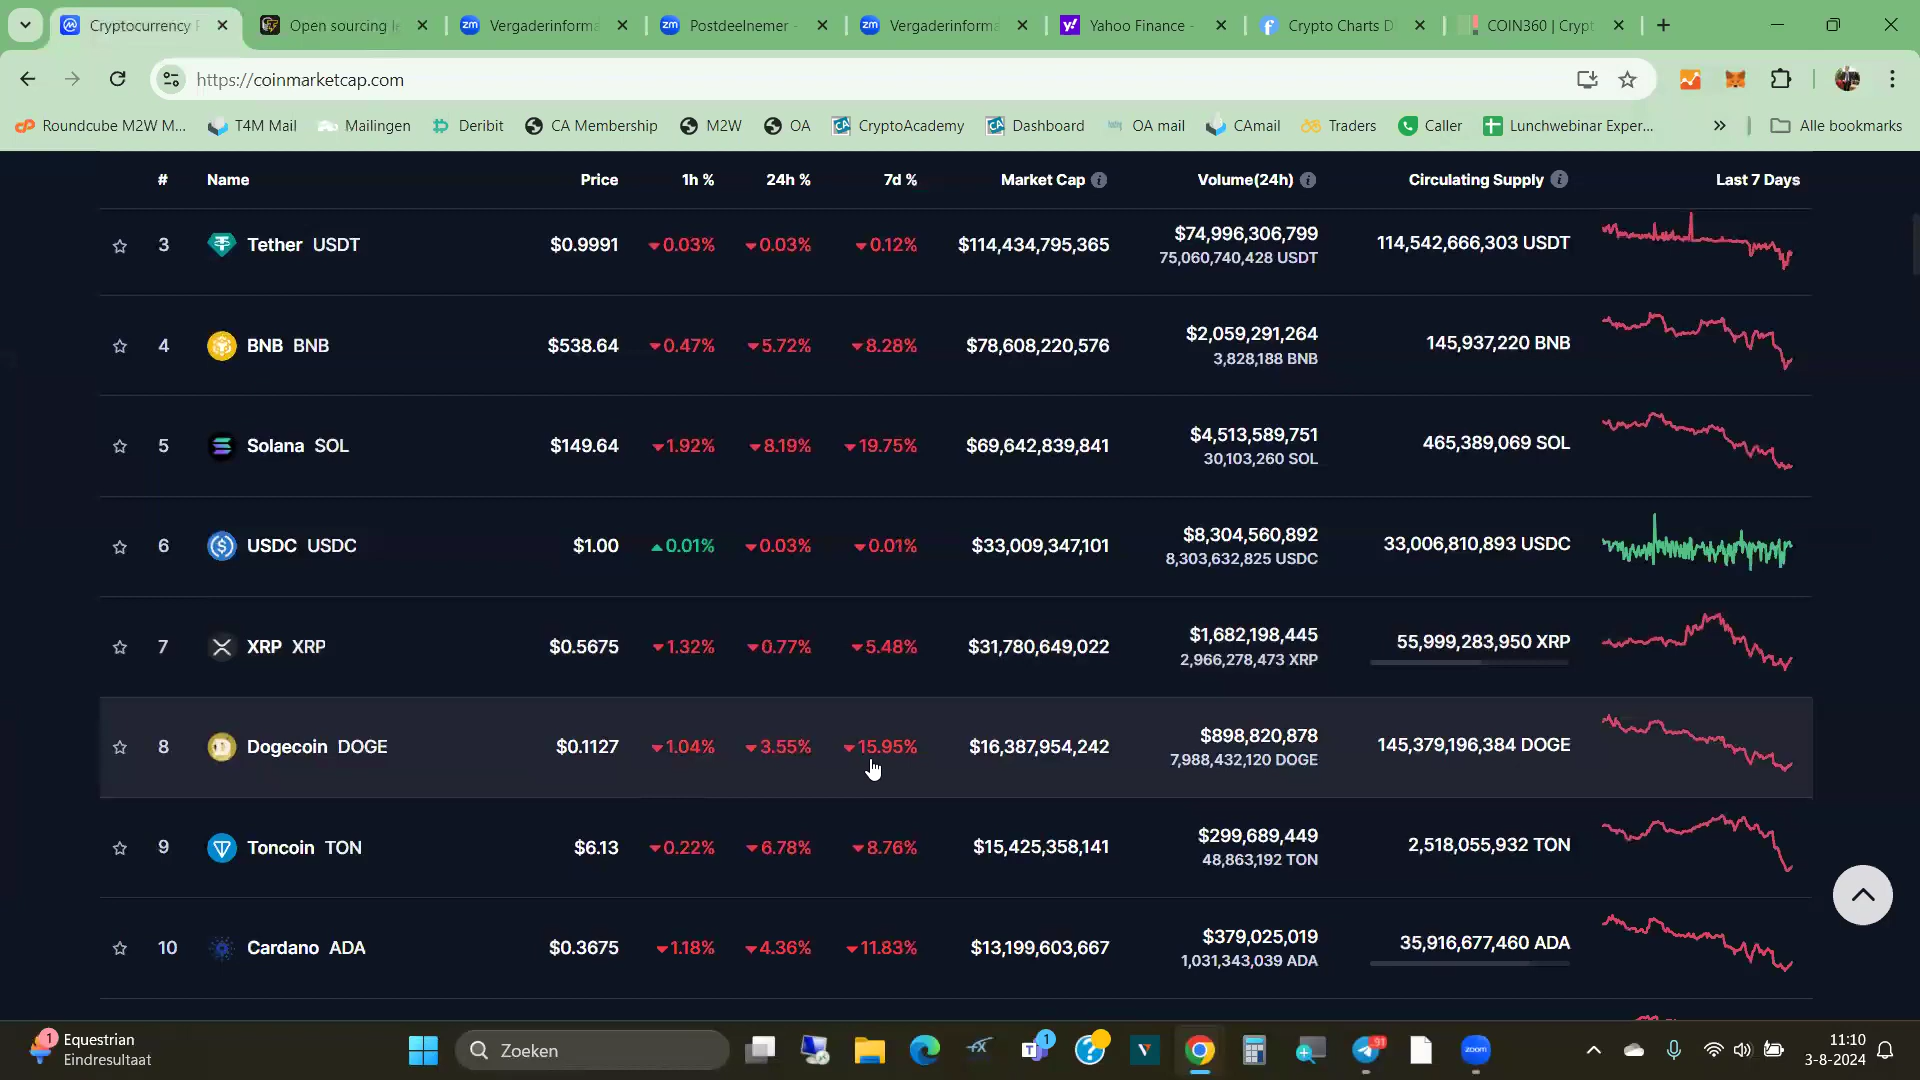 Cryptocurrency P
Open sourcing le
Vergaderinforma
Postdeelnemer -
Vergaderinforma
Yahoo Finance -
Crypto Charts D
COIN360 | Crypt
https://coinmarketcap.com
Roundcube M2W M...
T4M Mail
Mailingen
Deribit
CA Membership
M2W
OA
CryptoAcademy
Dashboard
OA mail
CAmail
Traders
Caller
Lunchwebinar Exper...
Alle bookmarks
# Name Price 1h % 24h % 7d % Market Cap Volume(24h) Circulating Supply Last 7 Days
3 Tether USDT $0.9991 0.03% 0.03% 0.12% $114,434,795,365 $74,996,306,799 114,542,666,303 USDT
75,060,740,428 USDT
4 BNB BNB $538.64 0.47% 5.72% 8.28% $78,608,220,576 $2,059,291,264 145,937,220 BNB
3,828,188 BNB
5 Solana SOL $149.64 1.92% 8.19% 19.75% $69,642,839,841 $4,513,589,751 465,389,069 SOL
30,103,260 SOL
6 USDC USDC $1.00 0.01% 0.03% 0.01% $33,009,347,101 $8,304,560,892 33,006,810,893 USDC
8,303,632,825 USDC
7 XRP XRP $0.5675 1.32% 0.77% 5.48% $31,780,649,022 $1,682,198,445 55,999,283,950 XRP
2,966,278,473 XRP
8 Dogecoin DOGE $0.1127 1.04% 3.55% 15.95% $16,387,954,242 $898,820,878 145,379,196,384 DOGE
7,988,432,120 DOGE
9 Toncoin TON $6.13 0.22% 6.78% 8.76% $15,425,358,141 $299,689,449 2,518,055,932 TON
48,863,192 TON
10 Cardano ADA $0.3675 1.18% 4.36% 11.83% $13,199,603,667 $379,025,019 35,916,677,460 ADA
1,031,343,039 ADA
1
Equestrian
Eindresultaat
Zoeken
1
91
zoom
11:10
3-8-2024